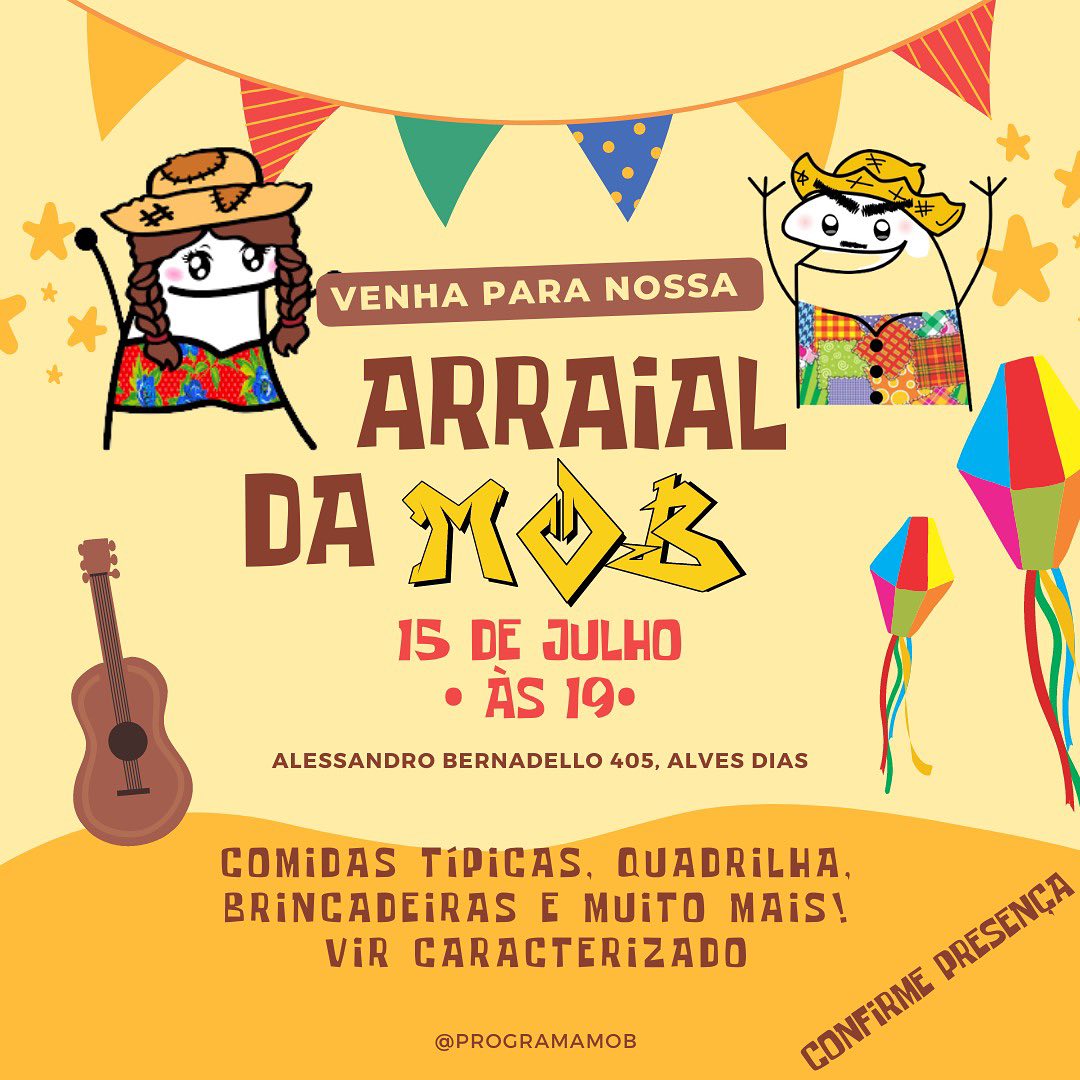 VENHA PARA NOSSA
ARRAiAL
DA MOB
15 DE JULHO
• ÀS 19•
ALESSANDRO BERNADELLO 405, ALVES DIAS
COMiDAS TíPiCAS, QUADRiLHA,
BRiNCADEiRAS E MUiTO MAiS!
ViR CARACTERiZADO
CONFiRME PRESENÇA
@PROGRAMAMOB